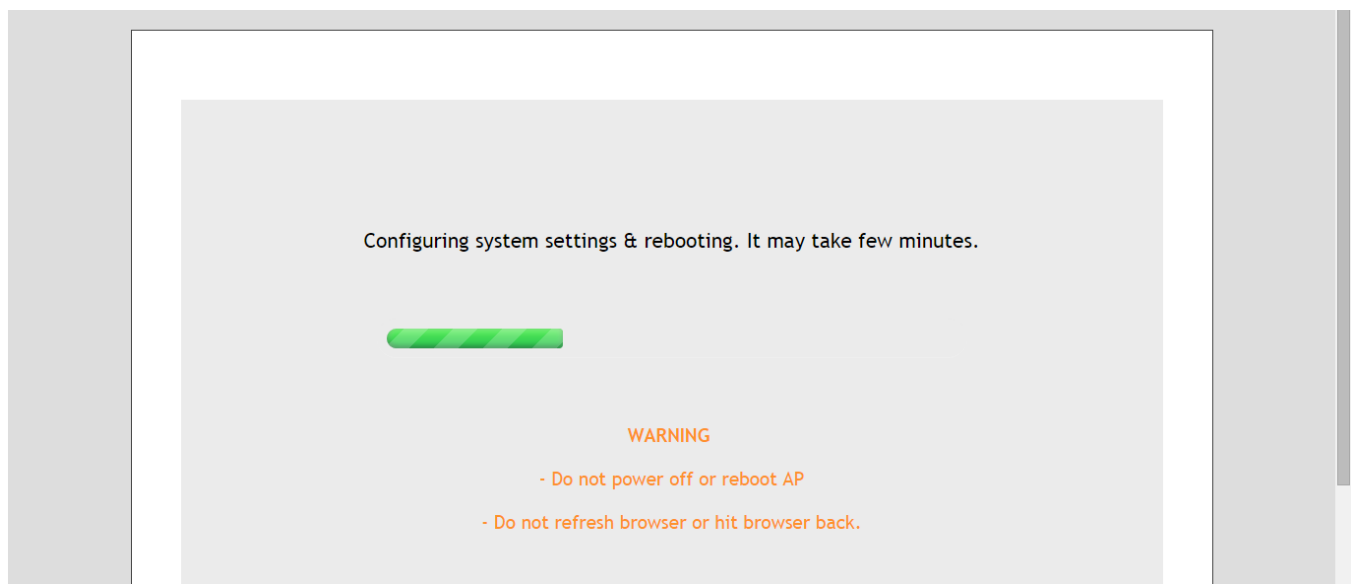 Configuring system settings & rebooting. It may take few minutes.
WARNING
- Do not power off or reboot AP
- Do not refresh browser or hit browser back.